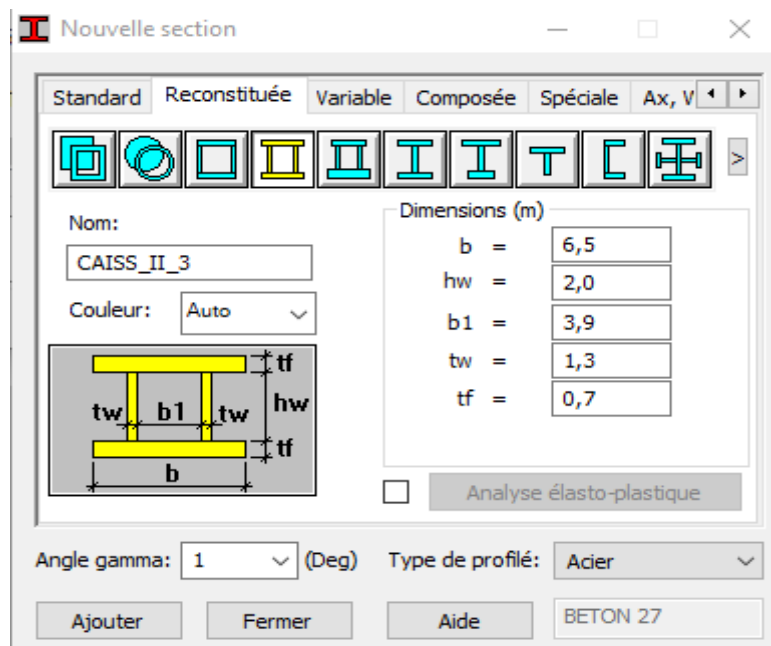 Nouvelle section
Standard Reconstituée Variable Composée Spéciale Ax, V
>
Nom:
CAISS_II_3
Couleur: Auto
Dimensions (m)
b = 6,5
hw = 2,0
b1 = 3,9
tw = 1,3
tf = 0,7
tf
tw b1 tw hw
tf
b
Analyse élasto-plastique
Angle gamma: 1 (Deg) Type de profilé: Acier
Ajouter Fermer Aide BETON 27